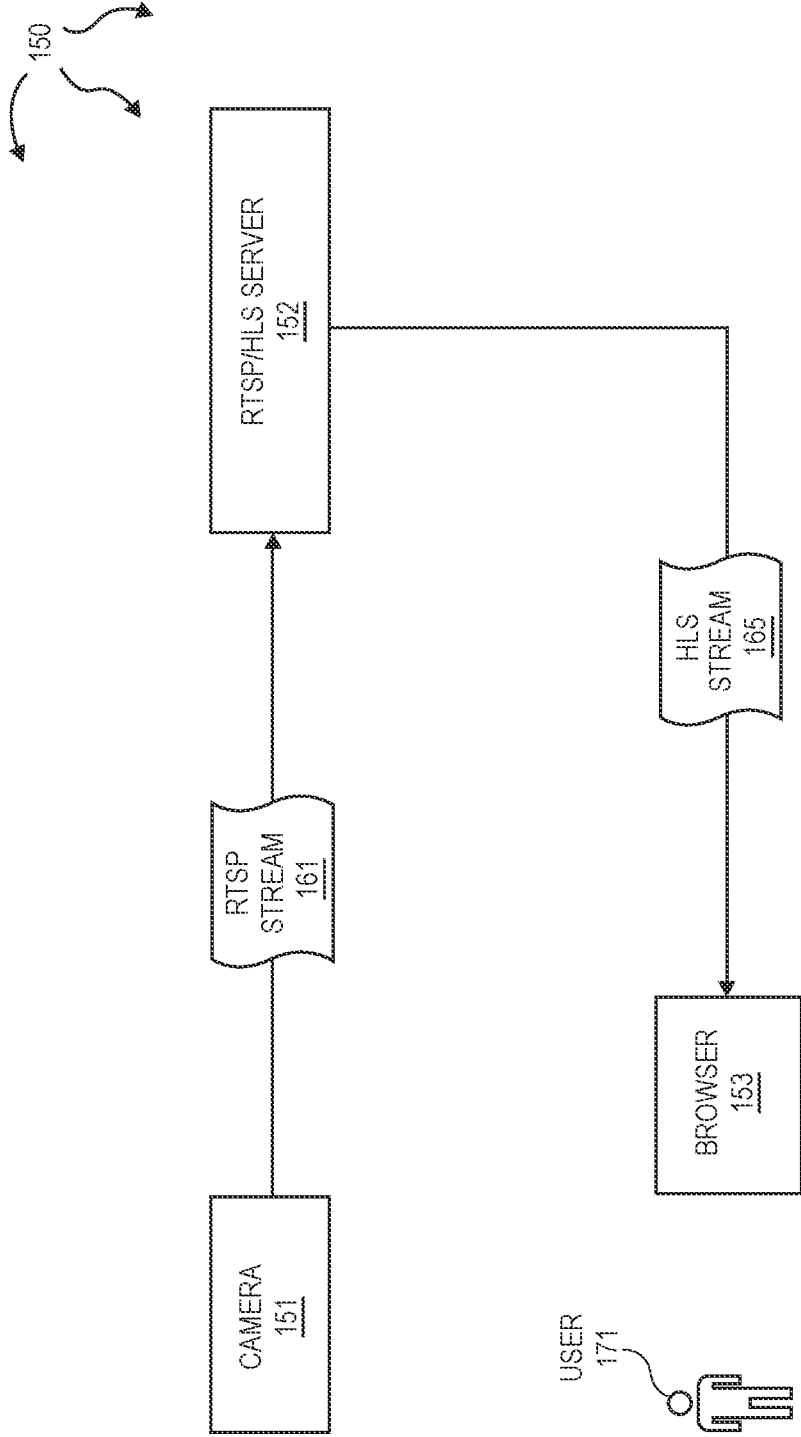 150
CAMERA
151
RTSP
STREAM
161
RTSP/HLS SERVER
152
USER
171
BROWSER
153
HLS
STREAM
165